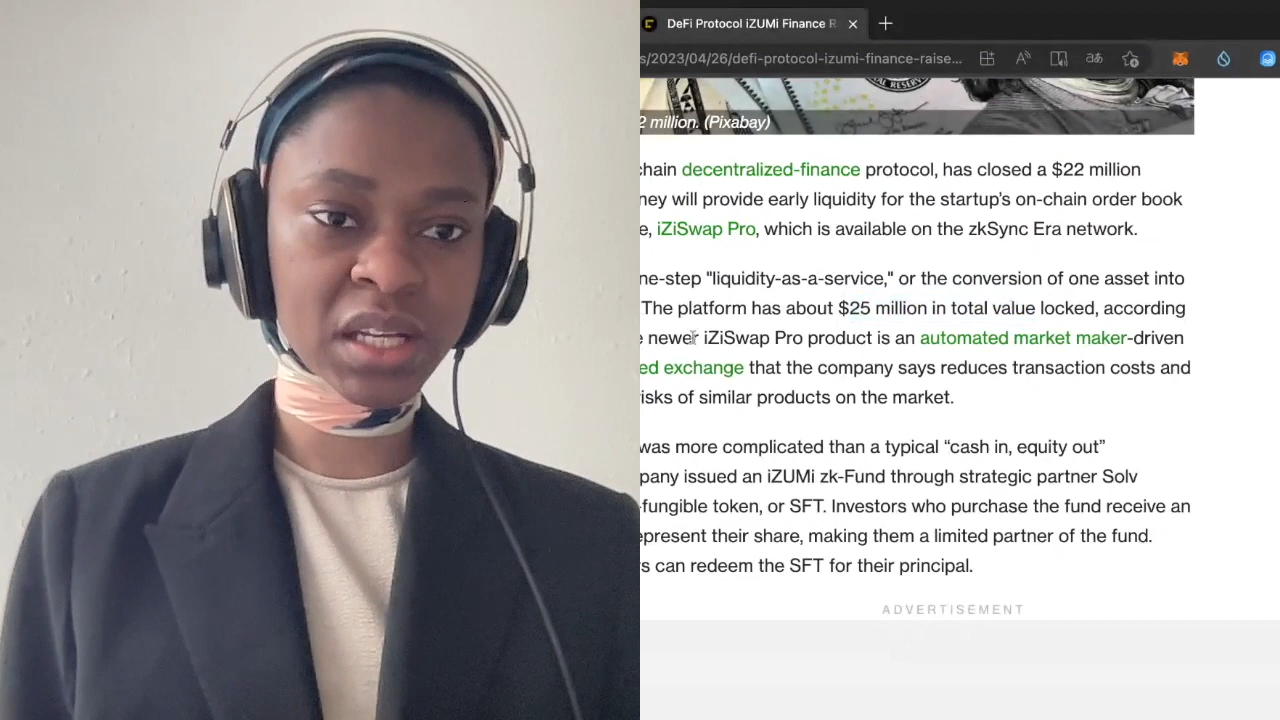 DeFi Protocol iZUMi Finance R
s/2023/04/26/defi-protocol-izumi-finance-raise...
2 million. (Pixabay)
chain decentralized-finance protocol, has closed a $22 million
ney will provide early liquidity for the startup's on-chain order book
e, iZiSwap Pro, which is available on the zkSync Era network.
ne-step "liquidity-as-a-service," or the conversion of one asset into
The platform has about $25 million in total value locked, according
e newer iZiSwap Pro product is an automated market maker-driven
ed exchange that the company says reduces transaction costs and
risks of similar products on the market.
was more complicated than a typical “cash in, equity out”
pany issued an iZUMi zk-Fund through strategic partner Solv
-fungible token, or SFT. Investors who purchase the fund receive an
epresent their share, making them a limited partner of the fund.
rs can redeem the SFT for their principal.
ADVERTISEMENT